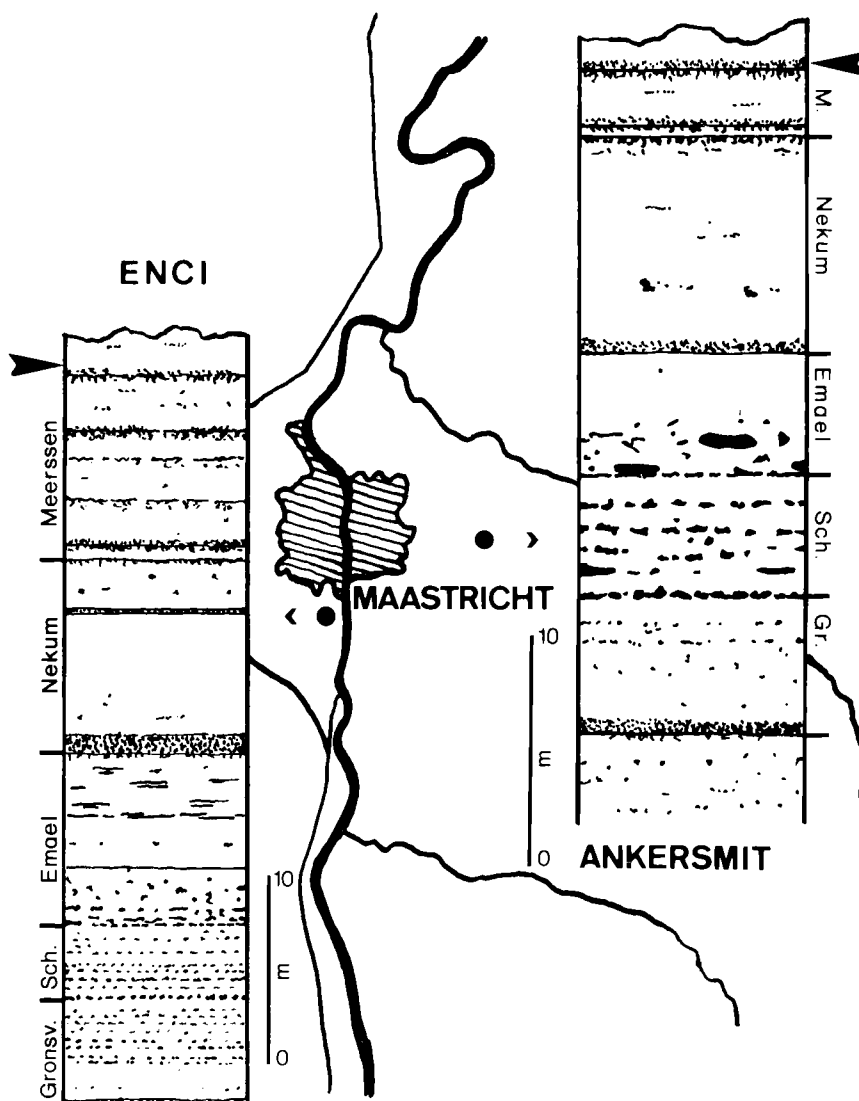 ENCI
Meerssen
Nekum
Emael
Sch.
Gronsv.
10
m
0
MAASTRICHT
10
m
0
M.
Nekum
Emael
Sch.
Gr.
ANKERSMIT